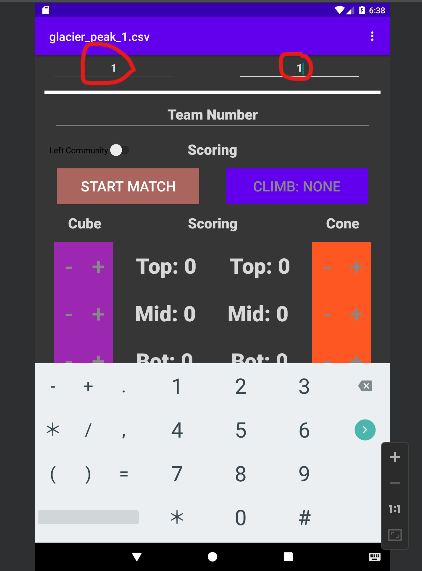 6:38
glacier_peak_1.csv
1 1
Team Number
Left Community Scoring
START MATCH CLIMB: NONE
Cube Scoring Cone
- + Top: 0 Top: 0 - +
- + Mid: 0 Mid: 0 - +
- + Bot: 0 Bot: 0 - +
- + . 1 2 3
* / , 4 5 6
( ) = 7 8 9
* 0 #
+
-
1:1